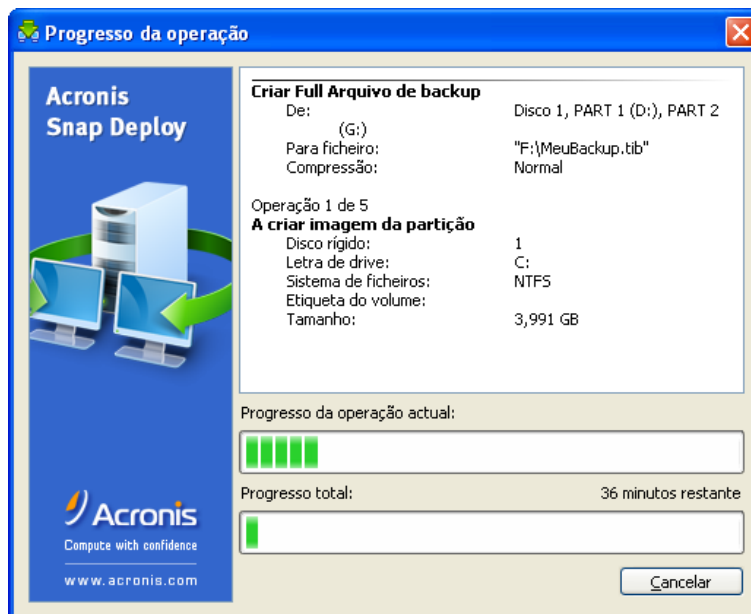 Progresso da operação
Acronis
Snap Deploy
Criar Full Arquivo de backup
De: Disco 1, PART 1 (D:), PART 2
(G:)
Para ficheiro: "F:\MeuBackup.tib"
Compressão: Normal
Operação 1 de 5
A criar imagem da partição
Disco rígido: 1
Letra de drive: C:
Sistema de ficheiros: NTFS
Etiqueta do volume:
Tamanho: 3,991 GB
Progresso da operação actual:
Progresso total: 36 minutos restante
Acronis
Compute with confidence
www.acronis.com
Cancelar